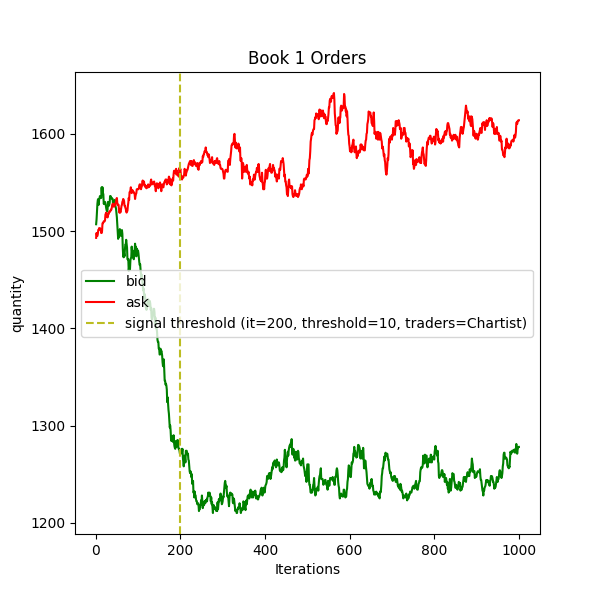 Book 1 Orders
quantity
1600
1500
1400
1300
1200
bid
ask
signal threshold (it=200, threshold=10, traders=Chartist)
0 200 400 600 800 1000
Iterations